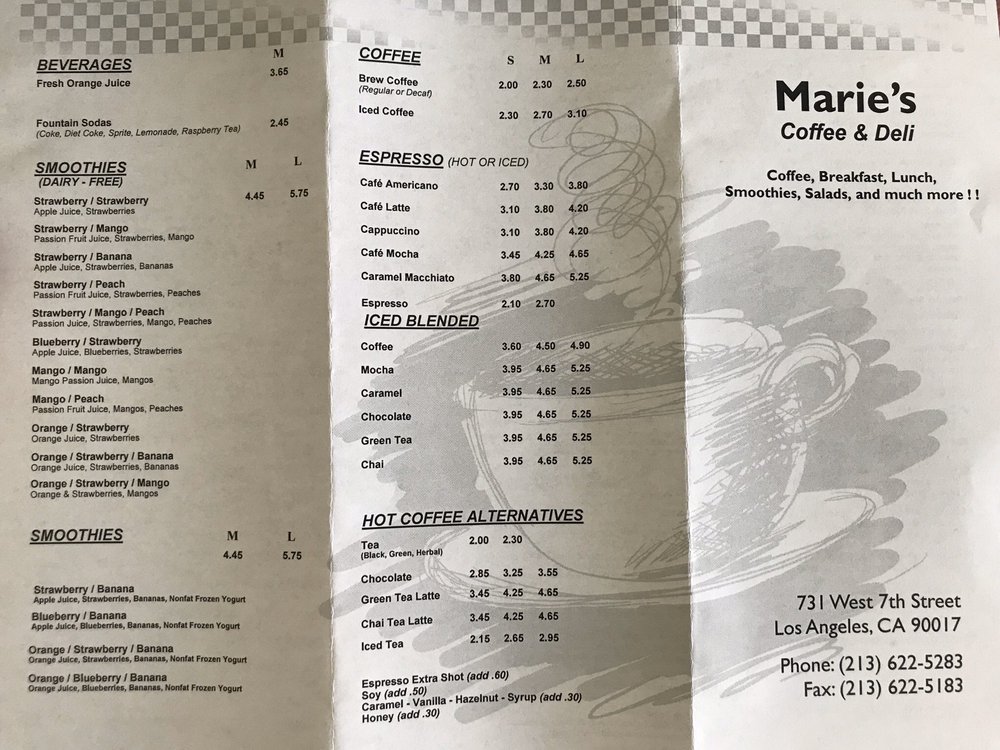 BEVERAGES M
Fresh Orange Juice 3.65
Fountain Sodas 2.45
(Coke, Diet Coke, Sprite, Lemonade, Raspberry Tea)
SMOOTHIES M L
(DAIRY - FREE)
Strawberry / Strawberry 4.45 5.75
Apple Juice, Strawberries
Strawberry / Mango
Passion Fruit Juice, Strawberries, Mango
Strawberry / Banana
Apple Juice, Strawberries, Bananas
Strawberry / Peach
Passion Fruit Juice, Strawberries, Peaches
Strawberry / Mango / Peach
Passion Juice, Strawberries, Mango, Peaches
Blueberry / Strawberry
Apple Juice, Blueberries, Strawberries
Mango / Mango
Mango Passion Juice, Mangos
Mango / Peach
Passion Fruit Juice, Mangos, Peaches
Orange / Strawberry
Orange Juice, Strawberries
Orange / Strawberry / Banana
Orange Juice, Strawberries, Bananas
Orange / Strawberry / Mango
Orange & Strawberries, Mangos
SMOOTHIES M L
4.45 5.75
Strawberry / Banana
Apple Juice, Strawberries, Bananas, Nonfat Frozen Yogurt
Blueberry / Banana
Apple Juice, Blueberries, Bananas, Nonfat Frozen Yogurt
Orange / Strawberry / Banana
Orange Juice, Strawberries, Bananas, Nonfat Frozen Yogurt
Orange / Blueberry / Banana
Orange Juice, Blueberries, Bananas, Nonfat Frozen Yogurt
COFFEE S M L
Brew Coffee 2.00 2.30 2.50
(Regular or Decaf)
Iced Coffee 2.30 2.70 3.10
ESPRESSO (HOT OR ICED)
Café Americano 2.70 3.30 3.80
Café Latte 3.10 3.80 4.20
Cappuccino 3.10 3.80 4.20
Café Mocha 3.45 4.25 4.65
Caramel Macchiato 3.80 4.65 5.25
Espresso 2.10 2.70
ICED BLENDED
Coffee 3.60 4.50 4.90
Mocha 3.95 4.65 5.25
Caramel 3.95 4.65 5.25
Chocolate 3.95 4.65 5.25
Green Tea 3.95 4.65 5.25
Chai 3.95 4.65 5.25
HOT COFFEE ALTERNATIVES
Tea 2.00 2.30
(Black, Green, Herbal)
Chocolate 2.85 3.25 3.55
Green Tea Latte 3.45 4.25 4.65
Chai Tea Latte 3.45 4.25 4.65
Iced Tea 2.15 2.65 2.95
Espresso Extra Shot (add .60)
Soy (add .50)
Caramel - Vanilla - Hazelnut - Syrup (add .30)
Honey (add .30)
Marie's
Coffee & Deli
Coffee, Breakfast, Lunch,
Smoothies, Salads, and much more ! !
731 West 7th Street
Los Angeles, CA 90017
Phone: (213) 622-5283
Fax: (213) 622-5183